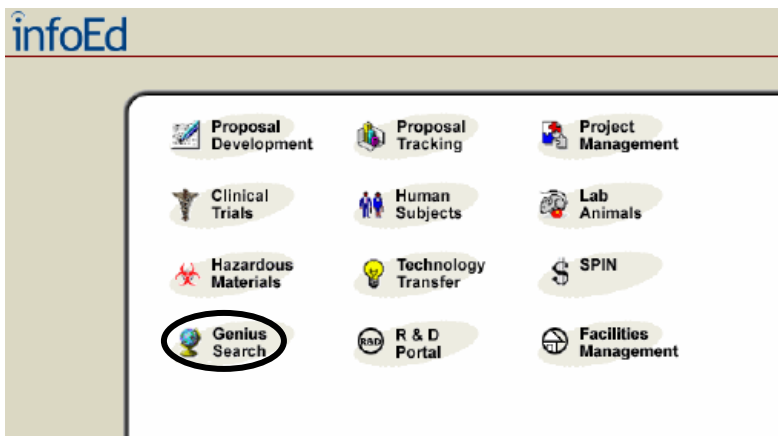 infoEd
Proposal Development
Proposal Tracking
Project Management
Clinical Trials
Human Subjects
Lab Animals
Hazardous Materials
Technology Transfer
$ SPIN
Genius Search
R&D R & D Portal
Facilities Management